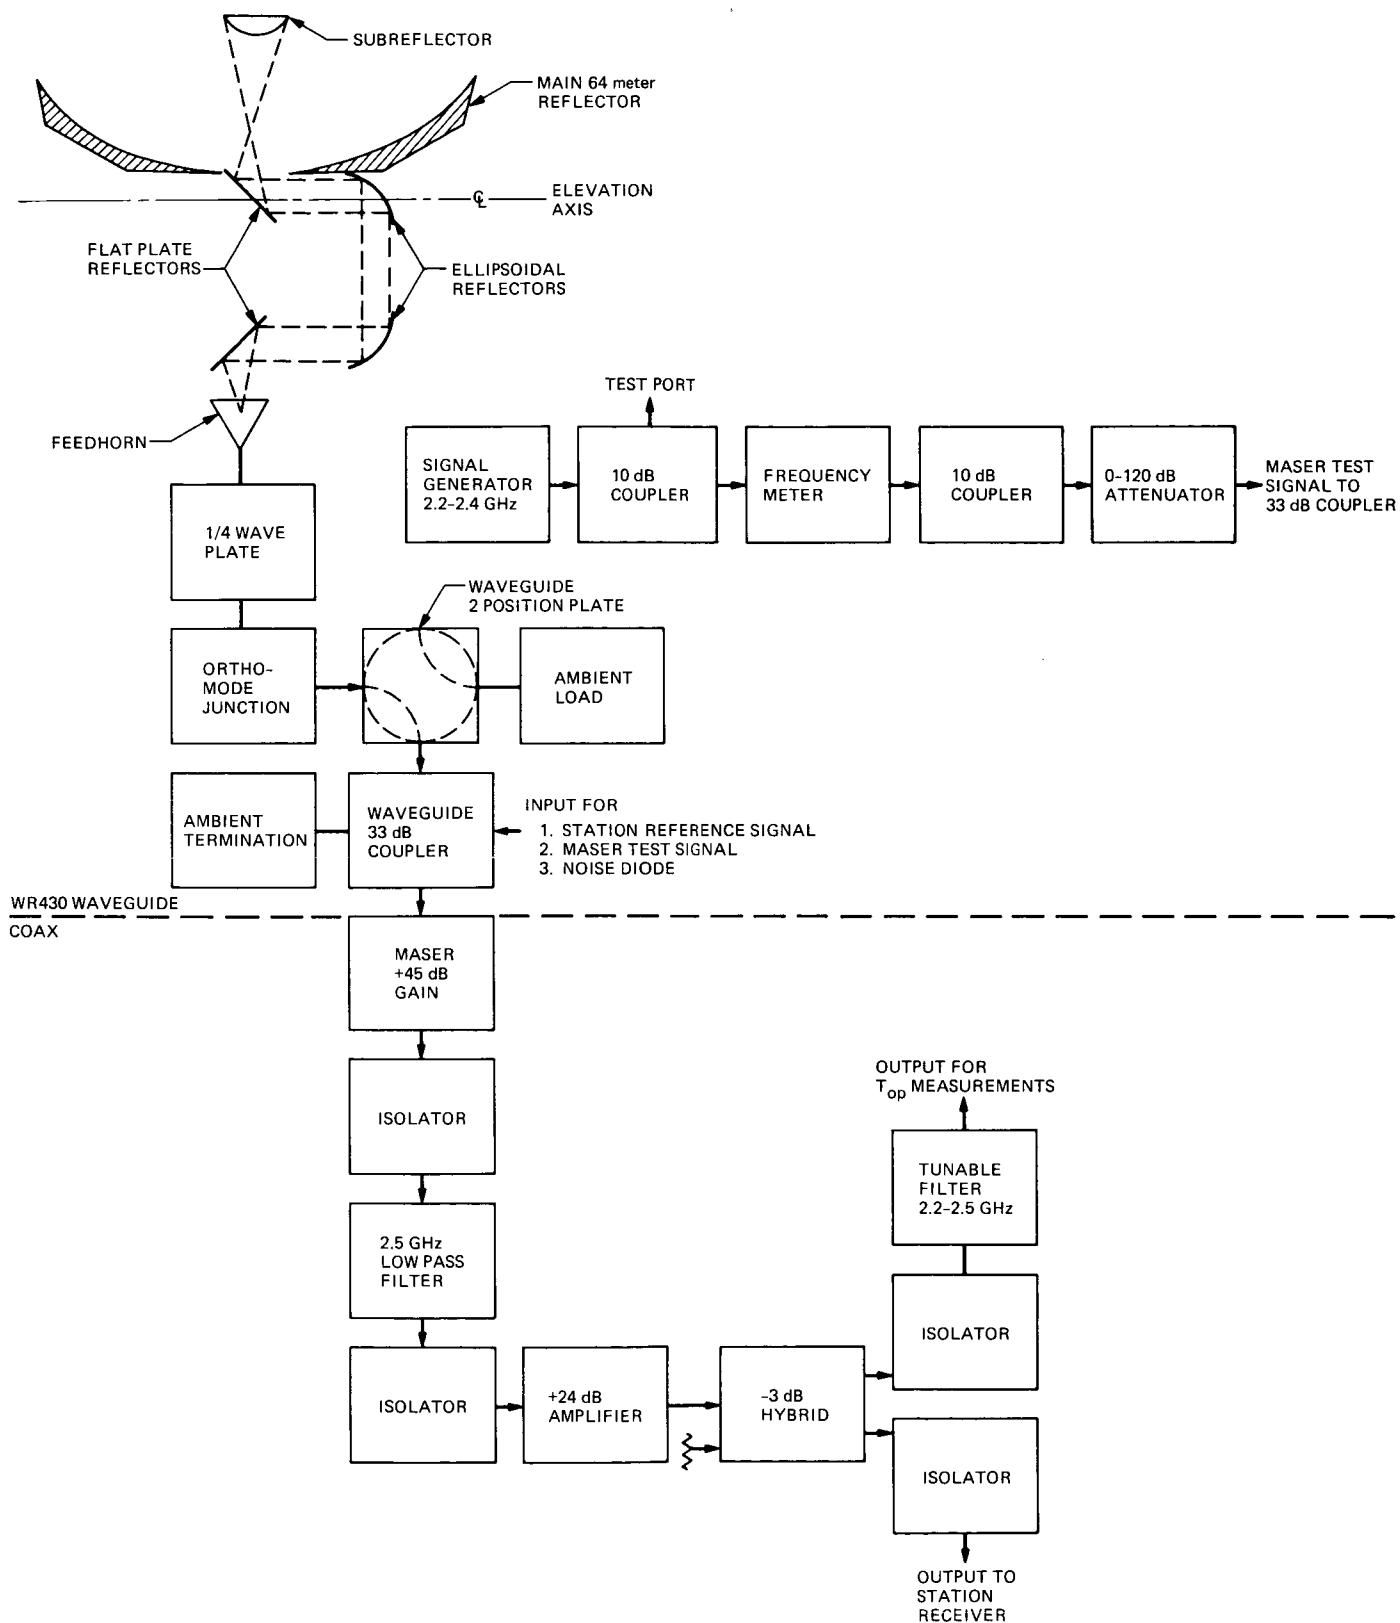 SUBREFLECTOR
MAIN 64 meter
REFLECTOR
℄
ELEVATION
AXIS
FLAT PLATE
REFLECTORS
ELLIPSOIDAL
REFLECTORS
FEEDHORN
TEST PORT
SIGNAL
GENERATOR
2.2–2.4 GHz
10 dB
COUPLER
FREQUENCY
METER
10 dB
COUPLER
0–120 dB
ATTENUATOR
MASER TEST
SIGNAL TO
33 dB COUPLER
1/4 WAVE
PLATE
WAVEGUIDE
2 POSITION PLATE
ORTHO-
MODE
JUNCTION
AMBIENT
LOAD
AMBIENT
TERMINATION
WAVEGUIDE
33 dB
COUPLER
INPUT FOR
1. STATION REFERENCE SIGNAL
2. MASER TEST SIGNAL
3. NOISE DIODE
WR430 WAVEGUIDE
COAX
MASER
+45 dB
GAIN
ISOLATOR
2.5 GHz
LOW PASS
FILTER
ISOLATOR
+24 dB
AMPLIFIER
–3 dB
HYBRID
OUTPUT FOR
Top MEASUREMENTS
TUNABLE
FILTER
2.2–2.5 GHz
ISOLATOR
ISOLATOR
OUTPUT TO
STATION
RECEIVER